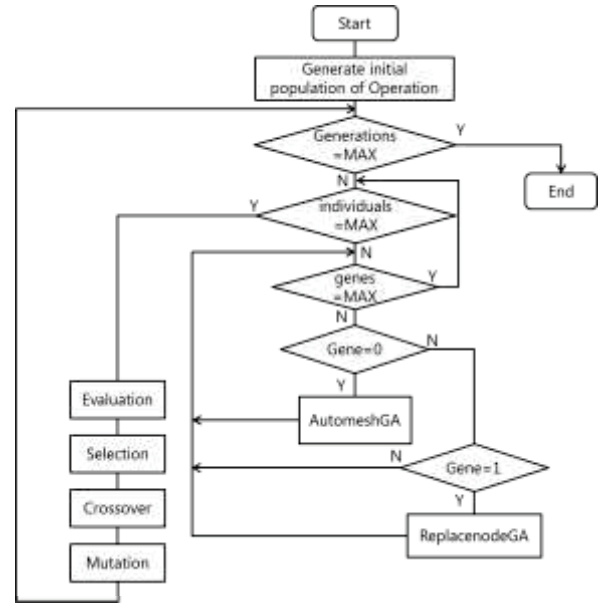 Start
Generate initial
population of Operation
Generations
=MAX
Y
N
End
Y
individuals
=MAX
N
genes
=MAX
Y
N
Gene=0
N
Y
Evaluation
AutomeshGA
Selection
N
Gene=1
Y
Crossover
ReplacenodeGA
Mutation